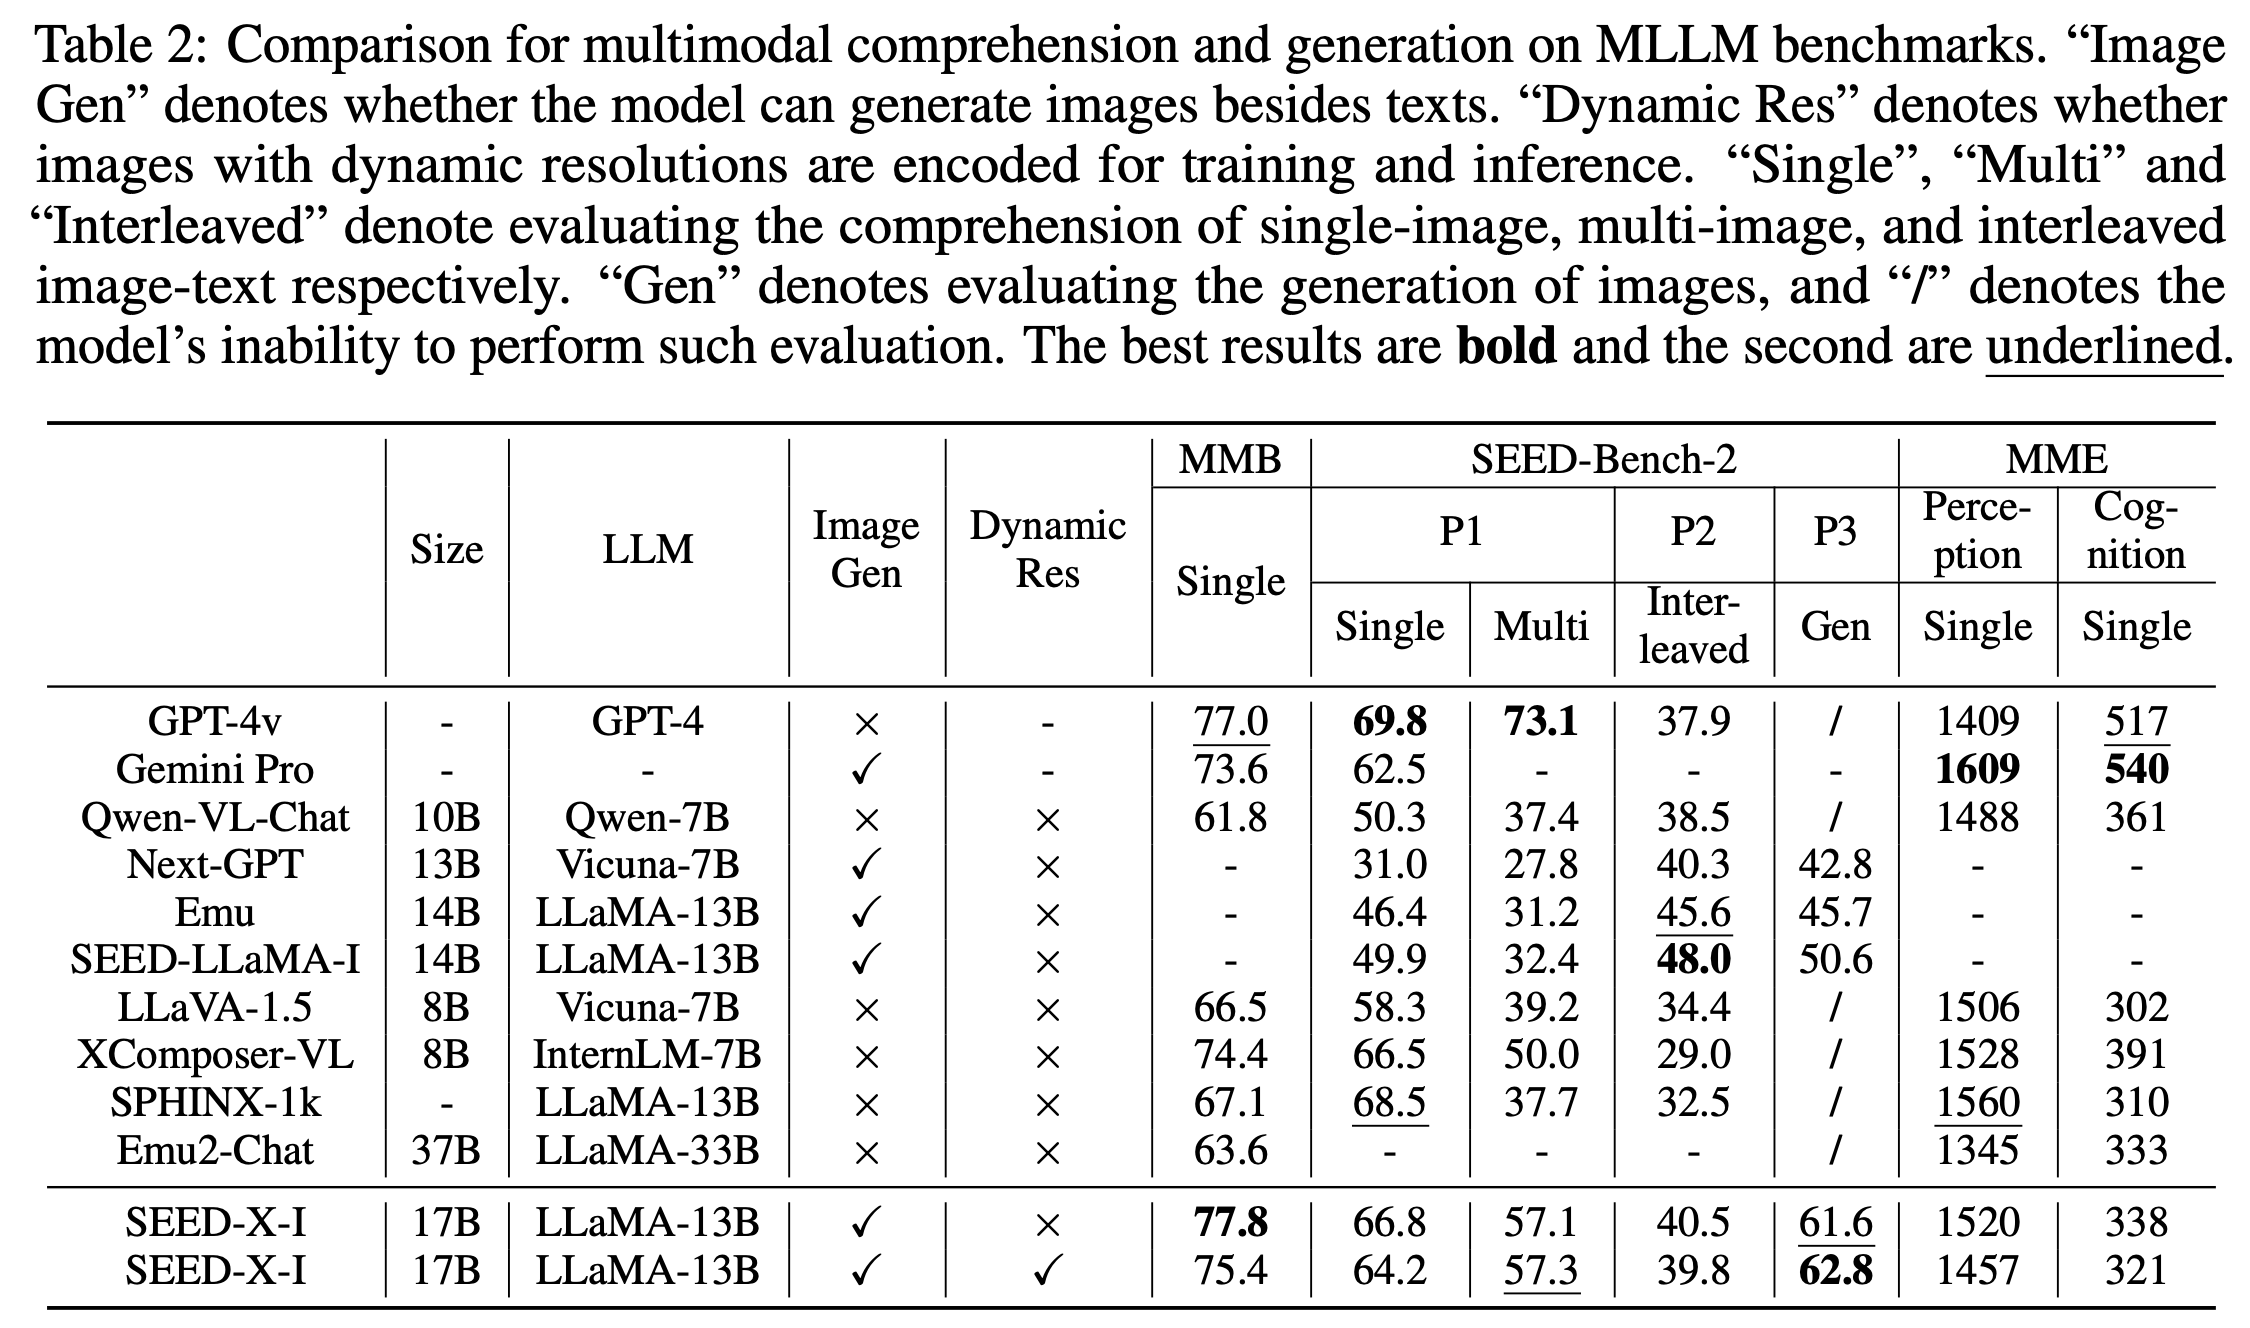 Table 2: Comparison for multimodal comprehension and generation on MLLM benchmarks. “Image
Gen” denotes whether the model can generate images besides texts. “Dynamic Res” denotes whether
images with dynamic resolutions are encoded for training and inference. “Single”, “Multi” and
“Interleaved” denote evaluating the comprehension of single-image, multi-image, and interleaved
image-text respectively. “Gen” denotes evaluating the generation of images, and “/” denotes the
model’s inability to perform such evaluation. The best results are bold and the second are underlined.
Size LLM Image Gen Dynamic Res MMB SEED-Bench-2 MME
P1 P2 P3 Perce-ption Cog-nition
Single Single Multi Inter-leaved Gen Single Single
GPT-4v - GPT-4 × - 77.0 69.8 73.1 37.9 / 1409 517
Gemini Pro - - ✓ - 73.6 62.5 - - - 1609 540
Qwen-VL-Chat 10B Qwen-7B × × 61.8 50.3 37.4 38.5 / 1488 361
Next-GPT 13B Vicuna-7B ✓ × - 31.0 27.8 40.3 42.8 - -
Emu 14B LLaMA-13B ✓ × - 46.4 31.2 45.6 45.7 - -
SEED-LLaMA-I 14B LLaMA-13B ✓ × - 49.9 32.4 48.0 50.6 - -
LLaVA-1.5 8B Vicuna-7B × × 66.5 58.3 39.2 34.4 / 1506 302
XComposer-VL 8B InternLM-7B × × 74.4 66.5 50.0 29.0 / 1528 391
SPHINX-1k - LLaMA-13B × × 67.1 68.5 37.7 32.5 / 1560 310
Emu2-Chat 37B LLaMA-33B × × 63.6 - - - / 1345 333
SEED-X-I 17B LLaMA-13B ✓ × 77.8 66.8 57.1 40.5 61.6 1520 338
SEED-X-I 17B LLaMA-13B ✓ ✓ 75.4 64.2 57.3 39.8 62.8 1457 321